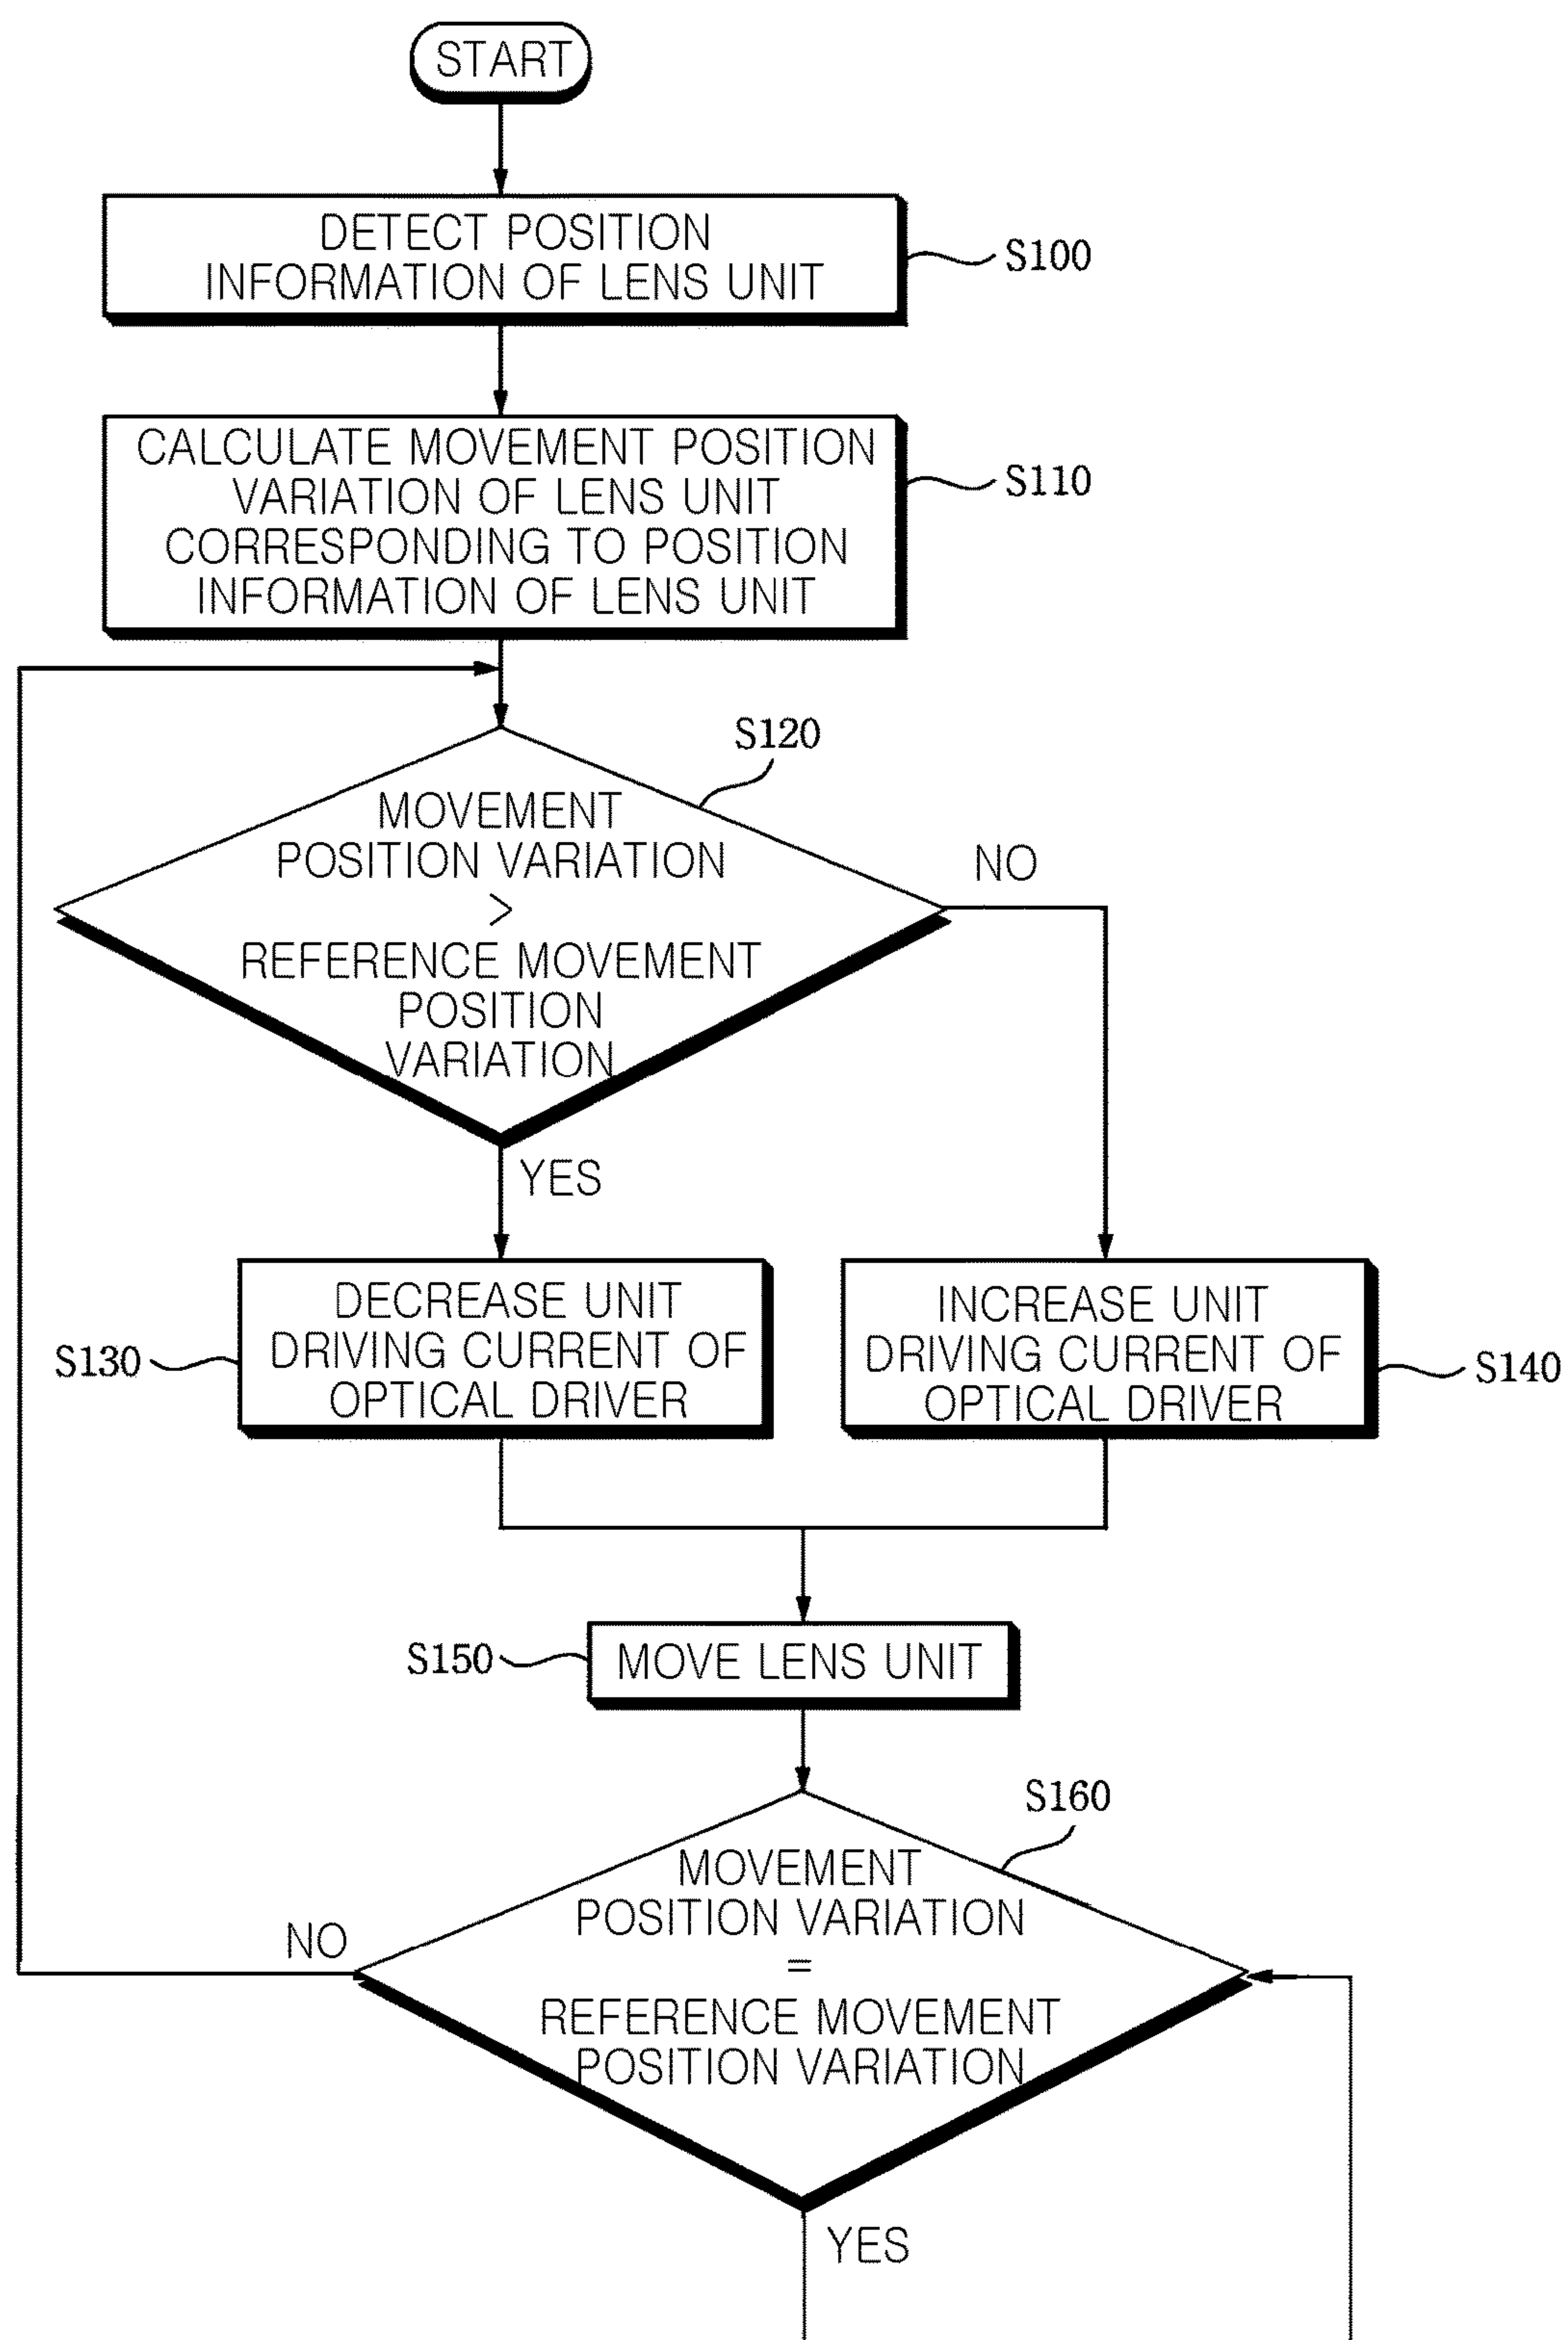 START
DETECT POSITION
INFORMATION OF LENS UNIT
S100
CALCULATE MOVEMENT POSITION
VARIATION OF LENS UNIT
CORRESPONDING TO POSITION
INFORMATION OF LENS UNIT
S110
S120
MOVEMENT
POSITION VARIATION
>
REFERENCE MOVEMENT
POSITION
VARIATION
NO
YES
DECREASE UNIT
DRIVING CURRENT OF
OPTICAL DRIVER
S130
INCREASE UNIT
DRIVING CURRENT OF
OPTICAL DRIVER
S140
S150
MOVE LENS UNIT
S160
MOVEMENT
POSITION VARIATION
=
REFERENCE MOVEMENT
POSITION VARIATION
NO
YES